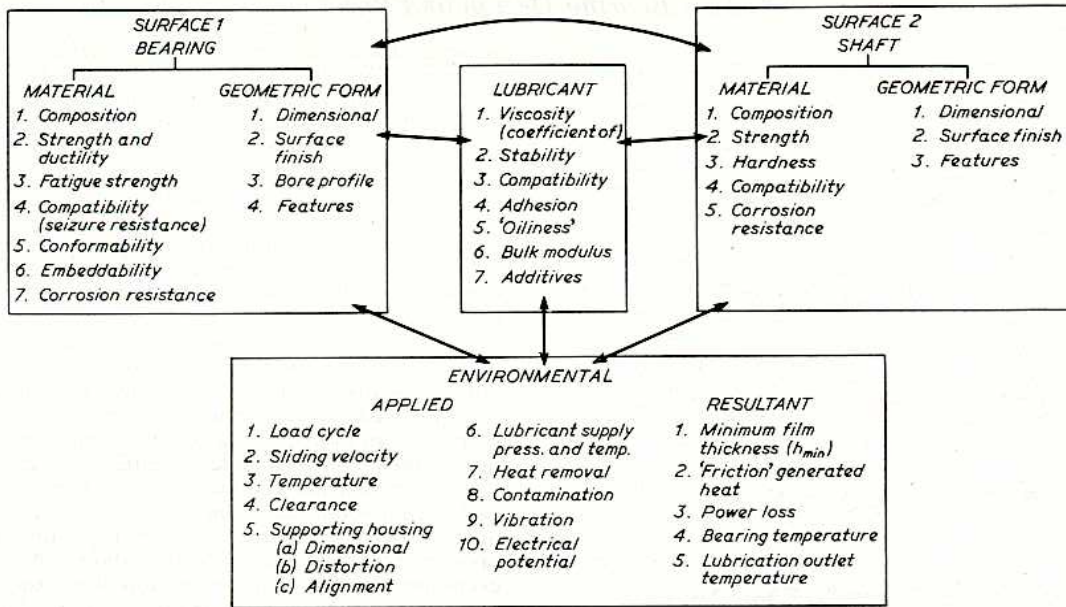 SURFACE 1
BEARING
MATERIAL
1. Composition
2. Strength and
ductility
3. Fatigue strength
4. Compatibility
(seizure resistance)
5. Conformability
6. Embeddability
7. Corrosion resistance
GEOMETRIC FORM
1. Dimensional
2. Surface
finish
3. Bore profile
4. Features
LUBRICANT
1. Viscosity
(coefficient of)
2. Stability
3. Compatibility
4. Adhesion
5. 'Oiliness'
6. Bulk modulus
7. Additives
SURFACE 2
SHAFT
MATERIAL
1. Composition
2. Strength
3. Hardness
4. Compatibility
5. Corrosion
resistance
GEOMETRIC FORM
1. Dimensional
2. Surface finish
3. Features
ENVIRONMENTAL
APPLIED
1. Load cycle
2. Sliding velocity
3. Temperature
4. Clearance
5. Supporting housing
(a) Dimensional
(b) Distortion
(c) Alignment
6. Lubricant supply
press. and temp.
7. Heat removal
8. Contamination
9. Vibration
10. Electrical
potential
RESULTANT
1. Minimum film
thickness (hmin)
2. 'Friction' generated
heat
3. Power loss
4. Bearing temperature
5. Lubrication outlet
temperature